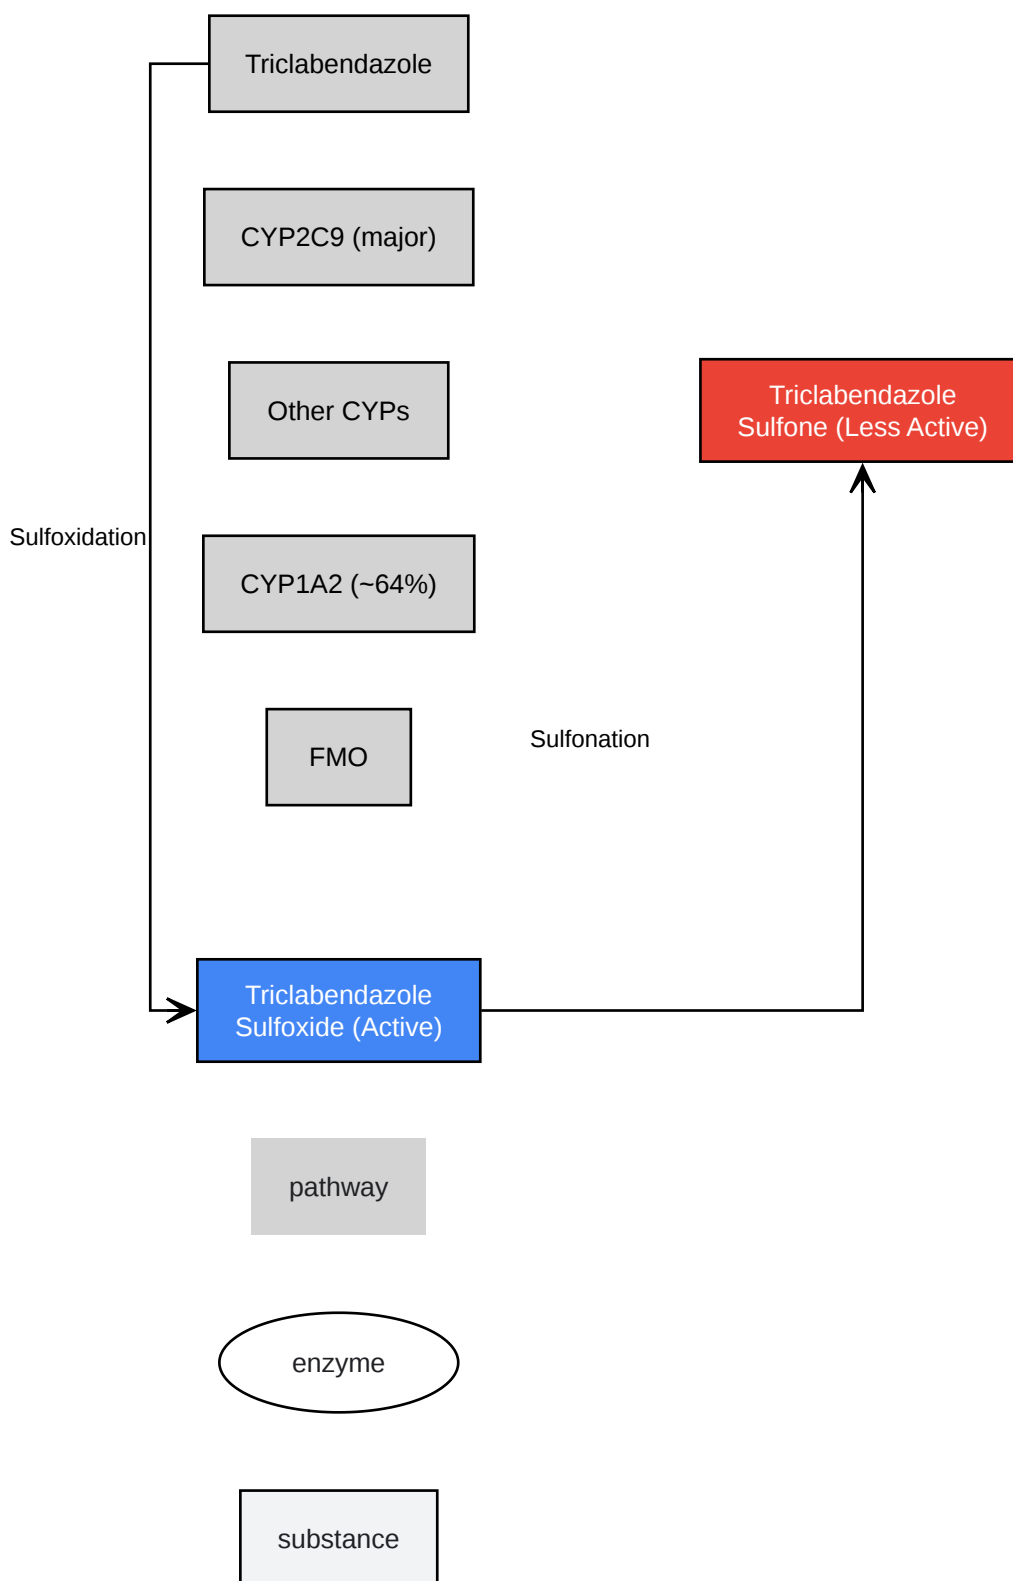 Triclabendazole
CYP2C9 (major)
Other CYPs
Triclabendazole
Sulfone (Less Active)
Sulfoxidation
CYP1A2 (~64%)
Sulfonation
FMO
Triclabendazole
Sulfoxide (Active)
pathway
enzyme
substance